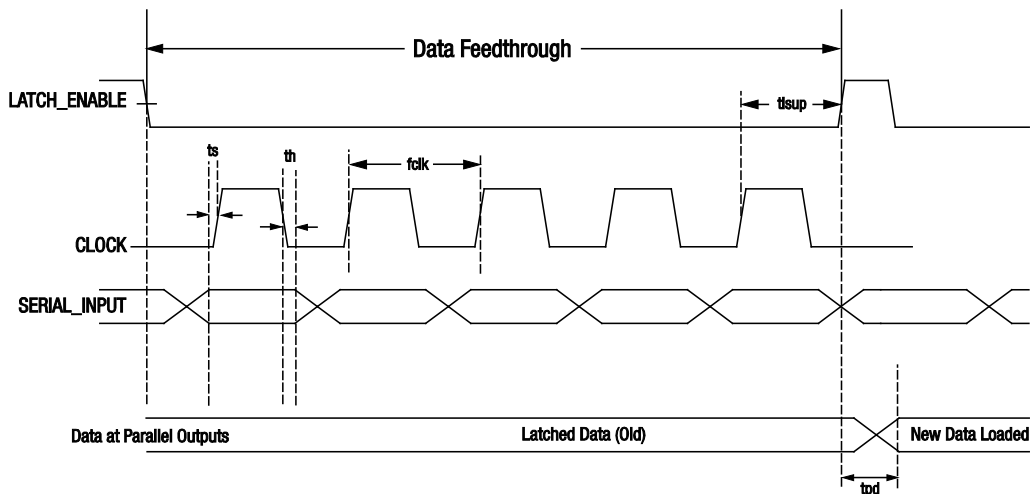 Data Feedthrough
LATCH_ENABLE
tlsup
ts
th
fclk
CLOCK
SERIAL_INPUT
Data at Parallel Outputs
Latched Data (Old)
New Data Loaded
tpd